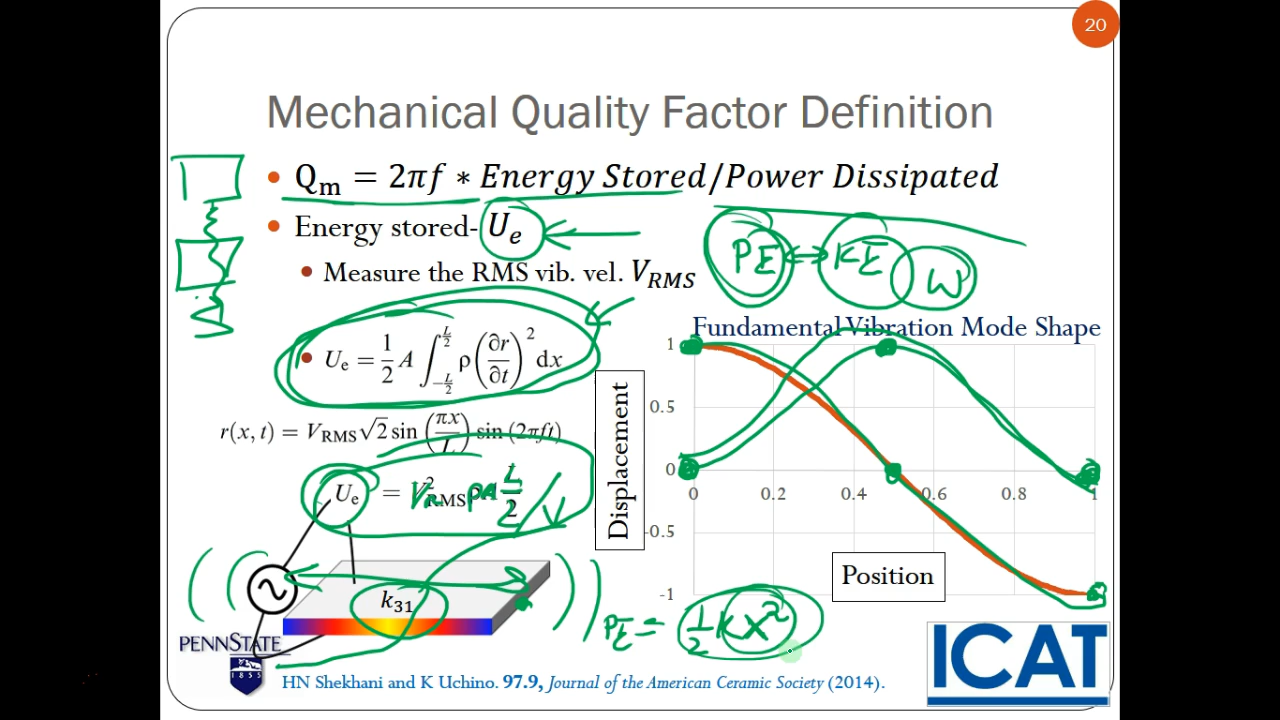 20
Mechanical Quality Factor Definition
• Qm = 2πf ∗ Energy Stored/Power Dissipated
• Energy stored- Ue
PE ↔ KE W
• Measure the RMS vib. vel. VRMS
Fundamental Vibration Mode Shape
• Ue = 1/2 A ∫_{-L/2}^{L/2} ρ(∂r/∂t)² dx
r(x, t) = VRMS√2 sin(πx/L) sin(2πft)
Ue = V²RMS ρA L/2 / V
1
0.5
0
-0.5
-1
0 0.2 0.4 0.6 0.8 1
Displacement
Position
k31
PE = 1/2 kx²
PENNSTATE
1855
ICAT
HN Shekhani and K Uchino. 97.9, Journal of the American Ceramic Society (2014).